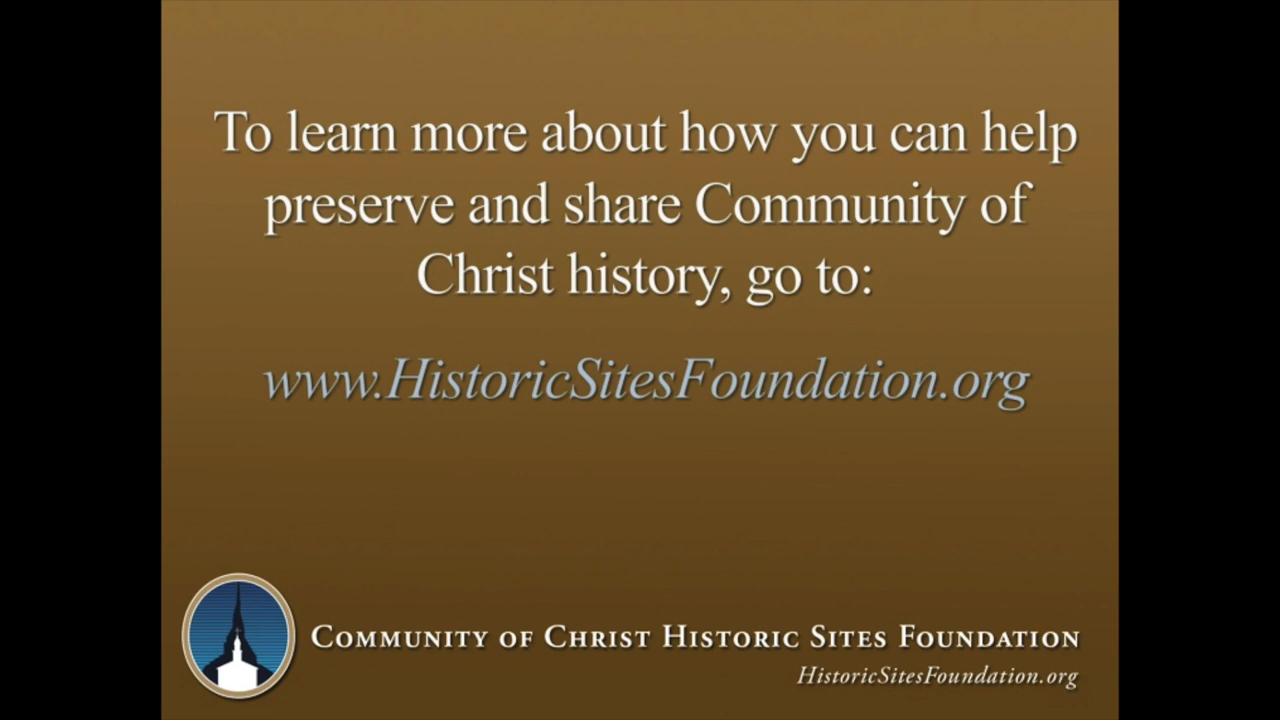 To learn more about how you can help
preserve and share Community of
Christ history, go to:
www.HistoricSitesFoundation.org
Community of Christ Historic Sites Foundation
HistoricSitesFoundation.org